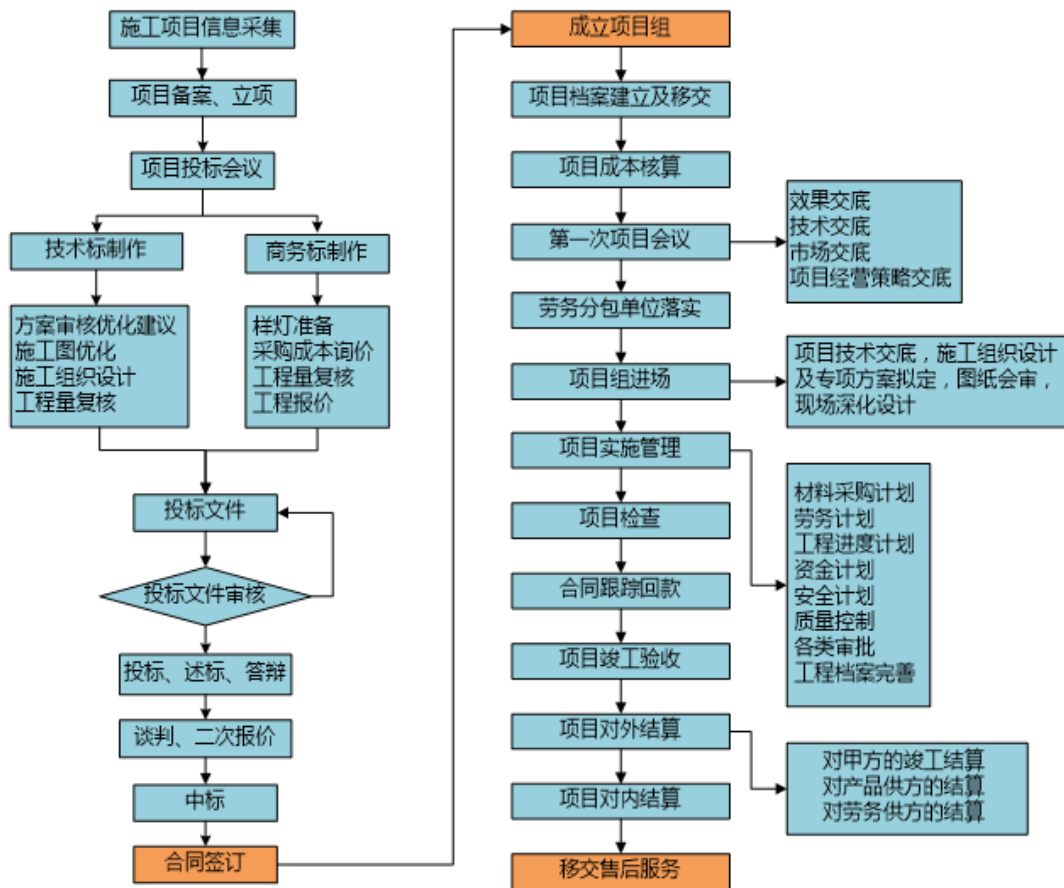 施工项目信息采集
项目备案、立项
项目投标会议
技术标制作
商务标制作
方案审核优化建议
施工图优化
施工组织设计
工程量复核
样灯准备
采购成本询价
工程量复核
工程报价
投标文件
投标文件审核
投标、述标、答辩
谈判、二次报价
中标
合同签订
成立项目组
项目档案建立及移交
项目成本核算
第一次项目会议
效果交底
技术交底
市场交底
项目经营策略交底
劳务分包单位落实
项目组进场
项目技术交底，施工组织设计
及专项方案拟定，图纸会审，
现场深化设计
项目实施管理
材料采购计划
劳务计划
工程进度计划
资金计划
安全计划
质量控制
各类审批
工程档案完善
项目检查
合同跟踪回款
项目竣工验收
项目对外结算
对甲方的竣工结算
对产品供方的结算
对劳务供方的结算
项目对内结算
移交售后服务